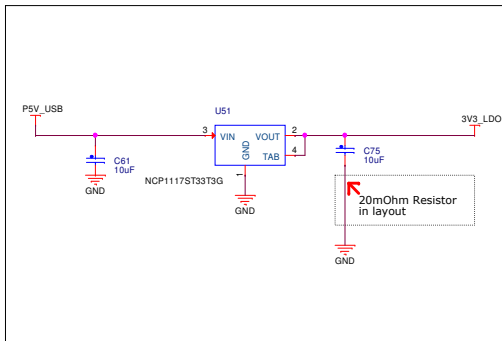 U51
P5V_USB
3V3_LDO
3
VIN
VOUT
2
GND
TAB
4
C61
10uF
C75
10uF
1
GND
NCP1117ST33T3G
GND
20mOhm Resistor
in layout
GND